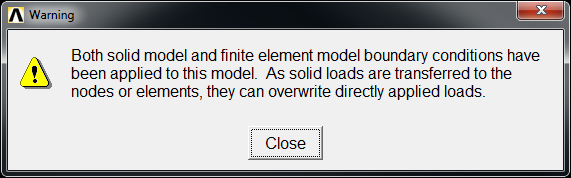 Warning
Both solid model and finite element model boundary conditions have
been applied to this model.  As solid loads are transferred to the
nodes or elements, they can overwrite directly applied loads.
Close